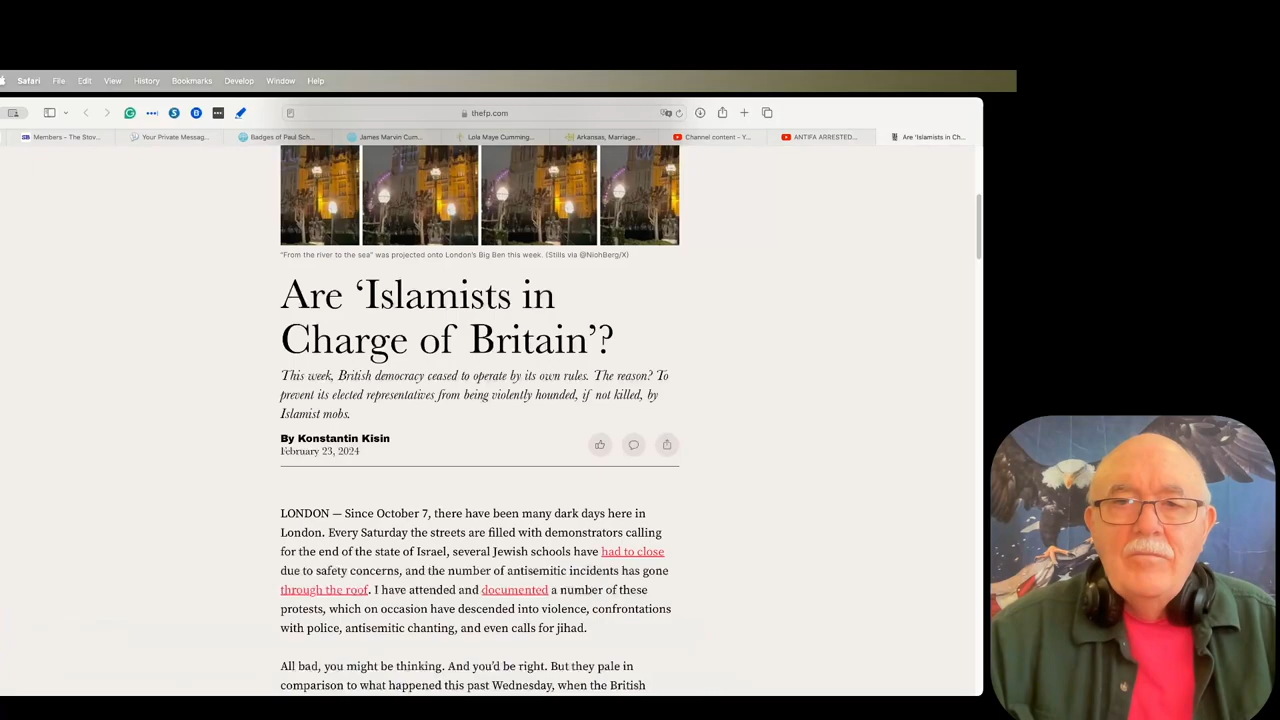 Safari File Edit View History Bookmarks Develop Window Help
thefp.com
Members – The Stov... Your Private Messag... Badges of Paul Sch... James Marvin Cum... Lola Maye Cumming... Arkansas, Marriage... Channel content – Y... ANTIFA ARRESTED... Are 'Islamists in Ch...
"From the river to the sea" was projected onto London's Big Ben this week. (Stills via @NiohBerg/X)
Are ‘Islamists in
Charge of Britain’?
This week, British democracy ceased to operate by its own rules. The reason? To
prevent its elected representatives from being violently hounded, if not killed, by
Islamist mobs.
By Konstantin Kisin
February 23, 2024
LONDON — Since October 7, there have been many dark days here in
London. Every Saturday the streets are filled with demonstrators calling
for the end of the state of Israel, several Jewish schools have had to close
due to safety concerns, and the number of antisemitic incidents has gone
through the roof. I have attended and documented a number of these
protests, which on occasion have descended into violence, confrontations
with police, antisemitic chanting, and even calls for jihad.
All bad, you might be thinking. And you’d be right. But they pale in
comparison to what happened this past Wednesday, when the British